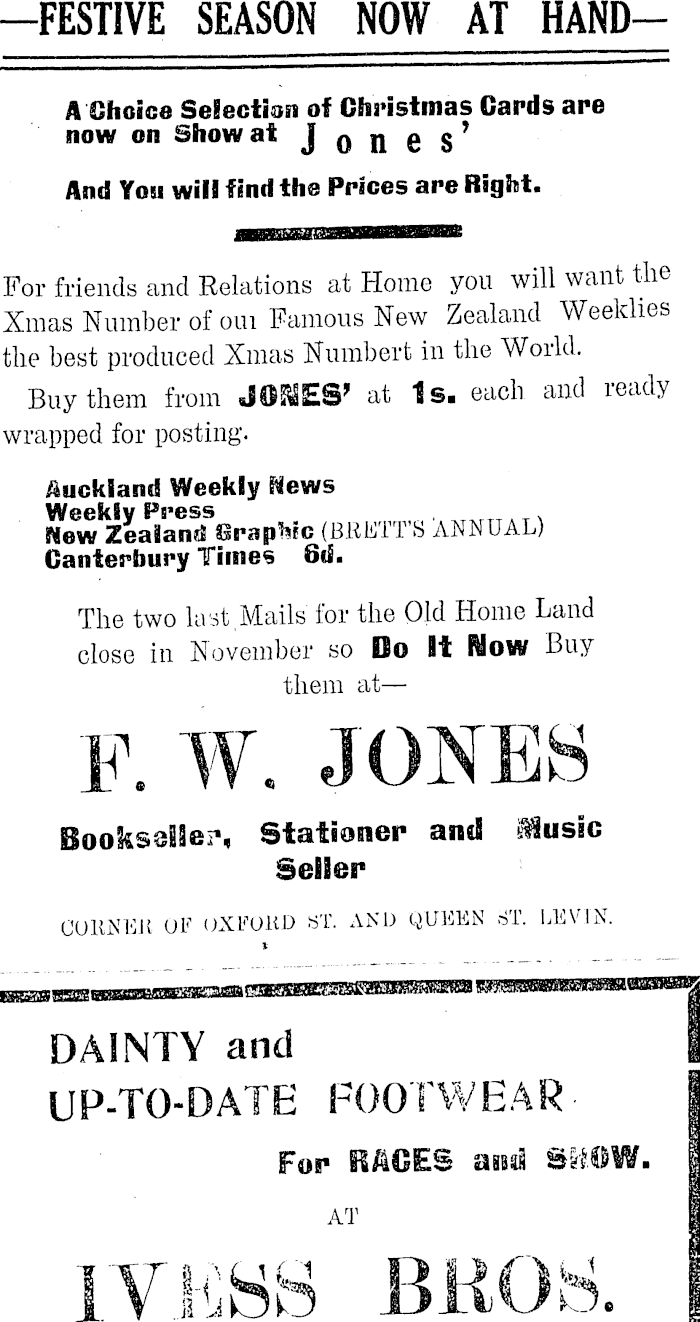 —FESTIVE SEASON NOW AT HAND—
A Choice Selection of Christmas Cards are
now on Show at Jones'
And You will find the Prices are Right.
For friends and Relations at Home you will want the
Xmas Number of our Famous New Zealand Weeklies
the best produced Xmas Numbert in the World.
Buy them from JONES' at 1s. each and ready
wrapped for posting.
Auckland Weekly News
Weekly Press
New Zealand Graphic (BRETT'S ANNUAL)
Canterbury Times 6d.
The two last Mails for the Old Home Land
close in November so Do It Now Buy
them at—
F. W. JONES
Bookseller, Stationer and Music
Seller
CORNER OF OXFORD ST. AND QUEEN ST. LEVIN.
DAINTY and
UP-TO-DATE FOOTWEAR
For RACES and SHOW.
AT
IVESS BROS.